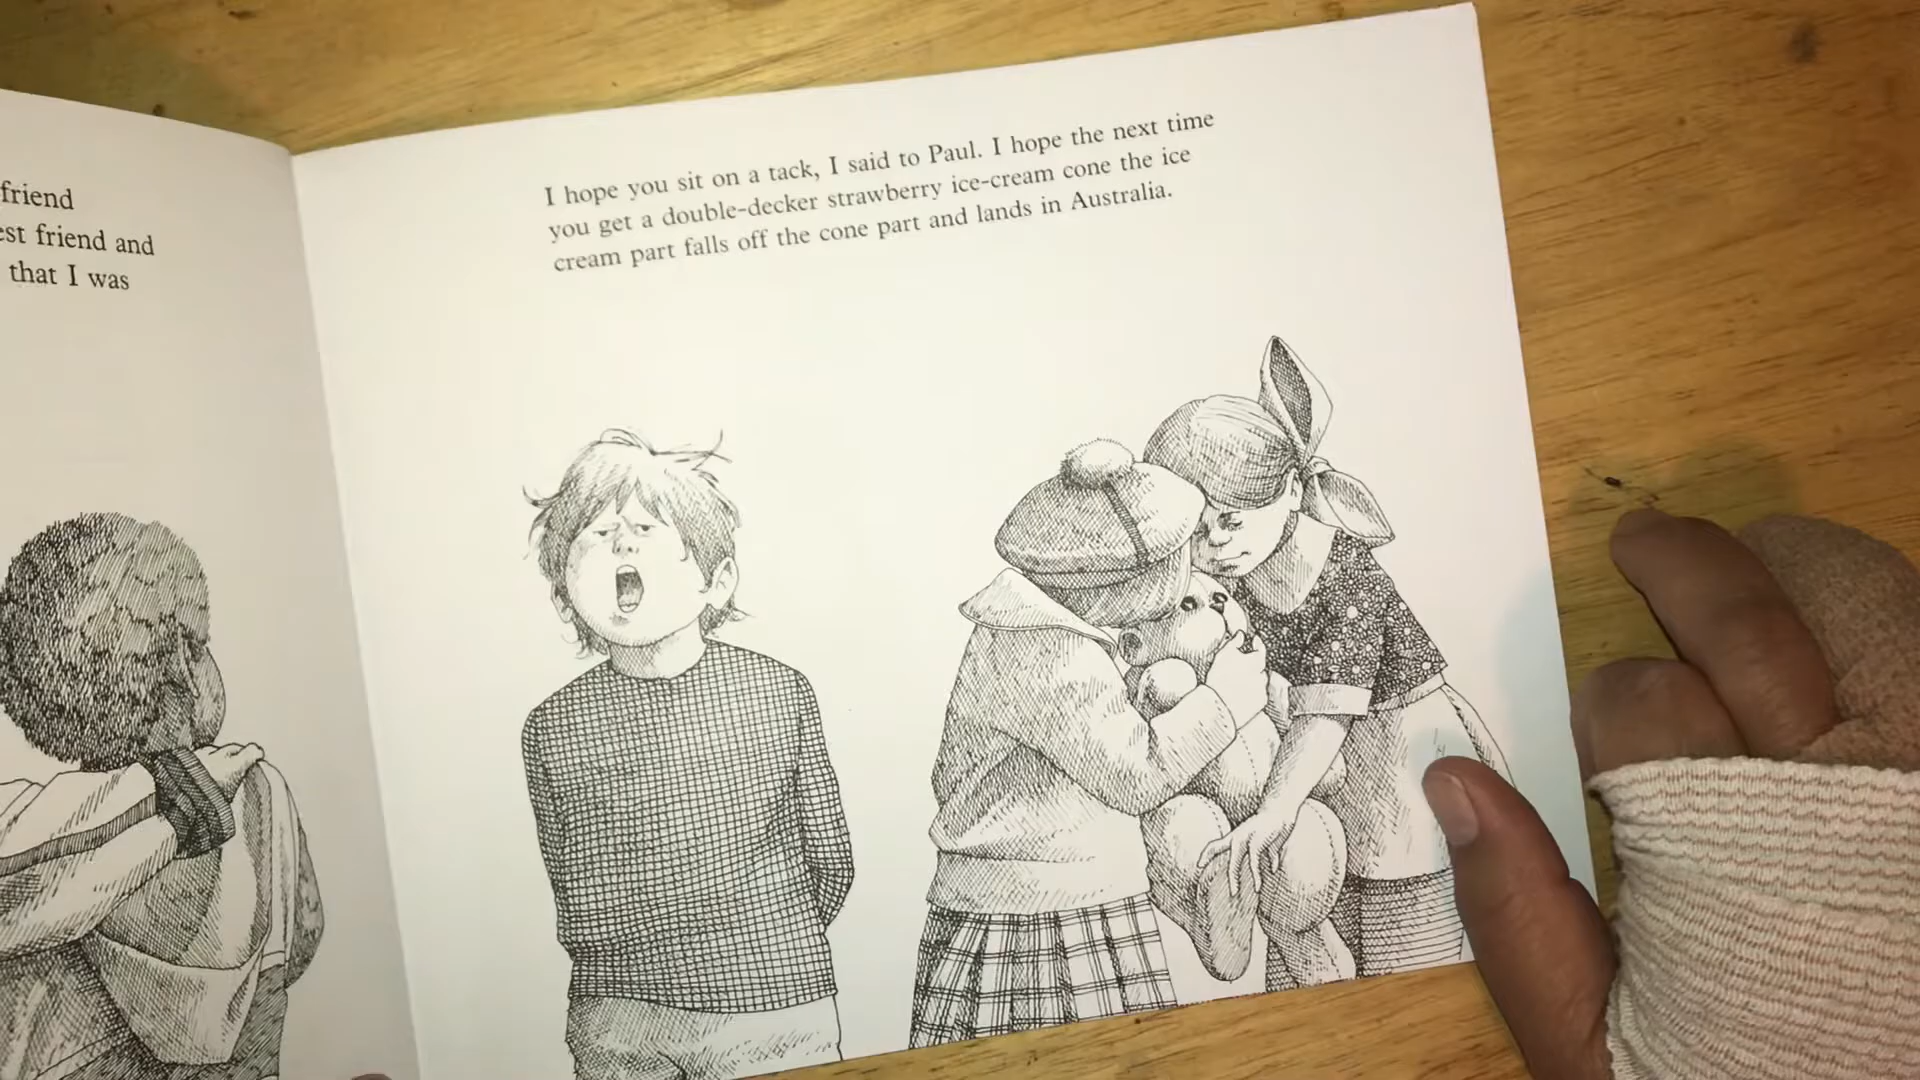 friend
est friend and
that I was
I hope you sit on a tack, I said to Paul. I hope the next time
you get a double-decker strawberry ice-cream cone the ice
cream part falls off the cone part and lands in Australia.